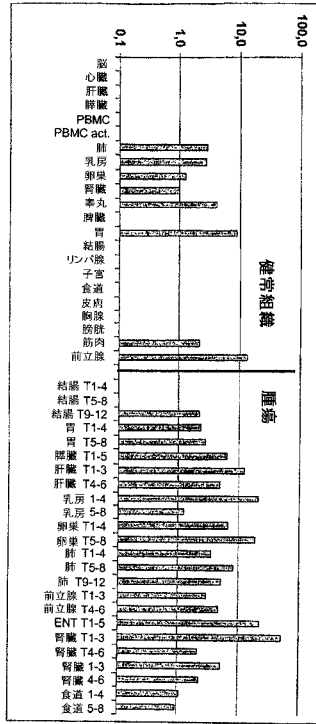 0,1
1,0
10,0
100,0
脳
心臓
肝臓
膵臓
PBMC
PBMC act.
肺
乳房
卵巣
腎臓
睾丸
脾臓
胃
結腸
リンパ腺
子宮
食道
皮膚
胸腺
膀胱
筋肉
前立腺
健常組織
結腸 T1-4
結腸 T5-8
結腸 T9-12
胃 T1-4
胃 T5-8
膵臓 T1-5
肝臓 T1-3
肝臓 T4-6
乳房 1-4
乳房 5-8
卵巣 T1-4
卵巣 T5-8
肺 T1-4
肺 T5-8
肺 T9-12
前立腺 T1-3
前立腺 T4-6
ENT T1-5
腎臓 T1-3
腎臓 T4-6
腎臓 1-3
腎臓 4-6
食道 1-4
食道 5-8
腫瘍